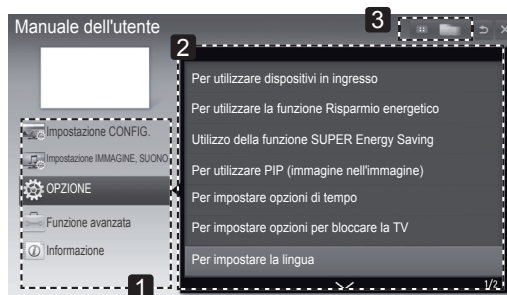 Manuale dell'utente
3
2
Per utilizzare dispositivi in ingresso
Per utilizzare la funzione Risparmio energetico
Utilizzo della funzione SUPER Energy Saving
Per utilizzare PIP (immagine nell'immagine)
Per impostare opzioni di tempo
Per impostare opzioni per bloccare la TV
Per impostare la lingua
1/2
Impostazione CONFIG.
Impostazione IMMAGINE, SUONO
OPZIONE
Funzione avanzata
Informazione
1